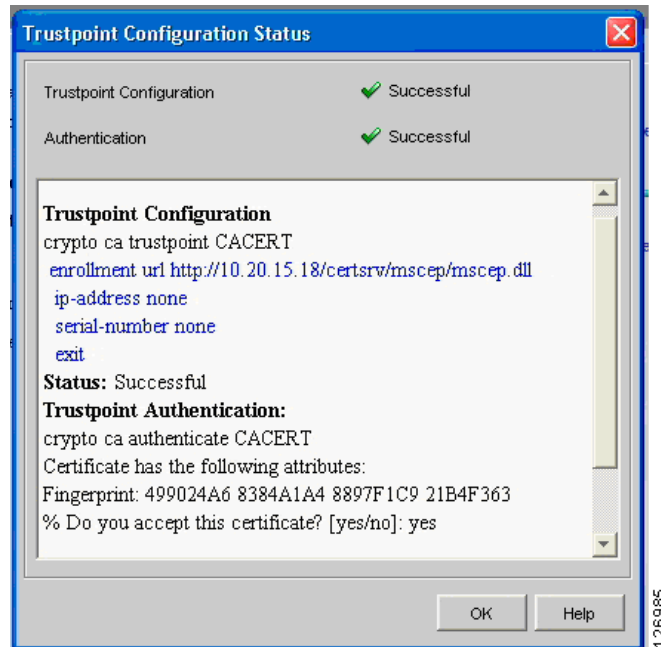 Trustpoint Configuration Status
Trustpoint Configuration Successful
Authentication Successful
Trustpoint Configuration
crypto ca trustpoint CACERT
enrollment url http://10.20.15.18/certsrv/mscep/mscep.dll
ip-address none
serial-number none
exit
Status: Successful
Trustpoint Authentication:
crypto ca authenticate CACERT
Certificate has the following attributes:
Fingerprint: 499024A6 8384A1A4 8897F1C9 21B4F363
% Do you accept this certificate? [yes/no]: yes
OK Help
126985